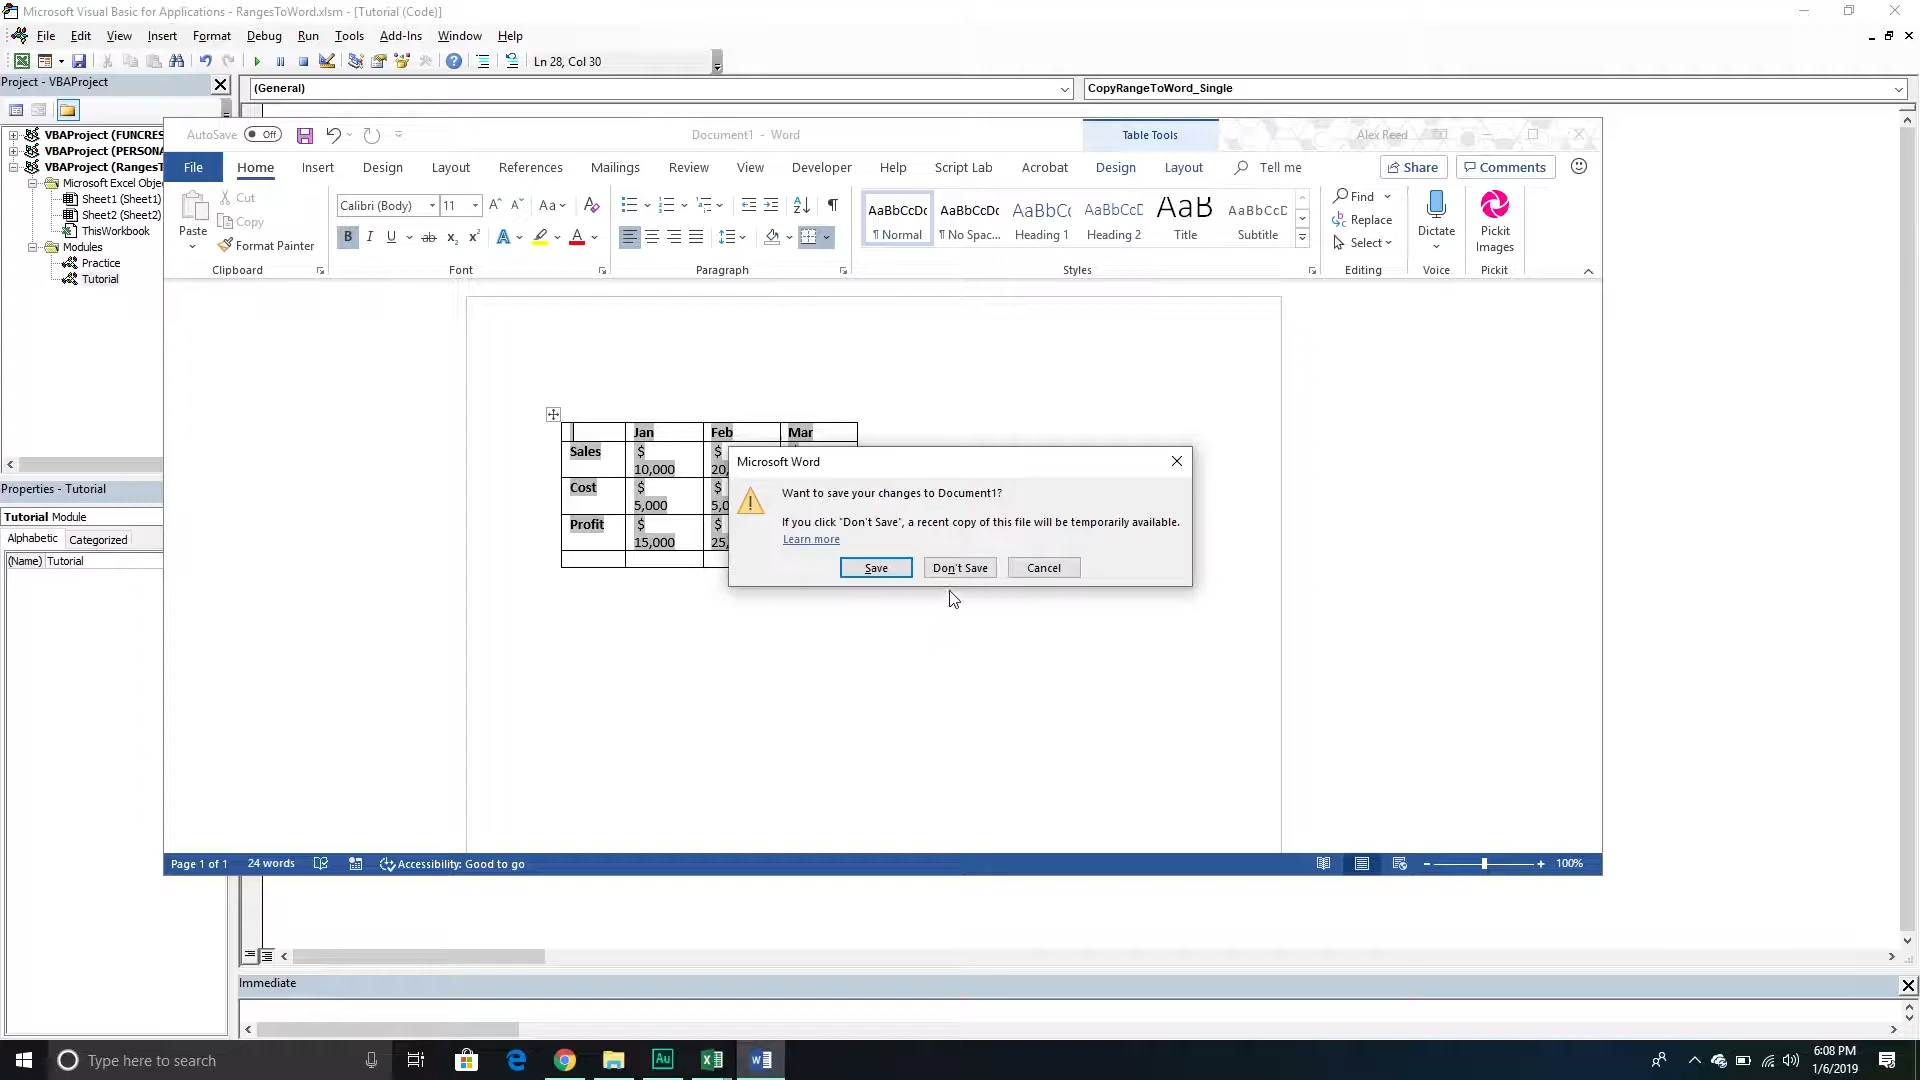 Microsoft Visual Basic for Applications - RangesToWord.xlsm - [Tutorial (Code)]
File Edit View Insert Format Debug Run Tools Add-Ins Window Help
Ln 28, Col 30
Project - VBAProject
(General)
CopyRangeToWord_Single
VBAProject (FUNCRES
VBAProject (PERSONA
VBAProject (RangesT
Microsoft Excel Obje
Sheet1 (Sheet1)
Sheet2 (Sheet2)
ThisWorkbook
Modules
Practice
Tutorial
Properties - Tutorial
Tutorial Module
Alphabetic Categorized
(Name) Tutorial
AutoSave Off
Document1 - Word
Table Tools
Alex Reed
File Home Insert Design Layout References Mailings Review View Developer Help Script Lab Acrobat Design Layout Tell me Share Comments
Paste
Cut
Copy
Format Painter
Clipboard
Calibri (Body) 11
Font
Paragraph
AaBbCcDc AaBbCcDc AaBbCc AaBbCcD AaB AaBbCcD
¶ Normal ¶ No Spac... Heading 1 Heading 2 Title Subtitle
Styles
Find
Replace
Select
Editing
Dictate
Voice
Pickit
Images
Pickit
Jan Feb Mar
Sales $ $
10,000 20,
Cost $ $
5,000 5,0
Profit $ $
15,000 25,
Microsoft Word
Want to save your changes to Document1?
If you click "Don't Save", a recent copy of this file will be temporarily available.
Learn more
Save Don't Save Cancel
Page 1 of 1 24 words Accessibility: Good to go 100%
Immediate
Type here to search
Au
6:08 PM
1/6/2019